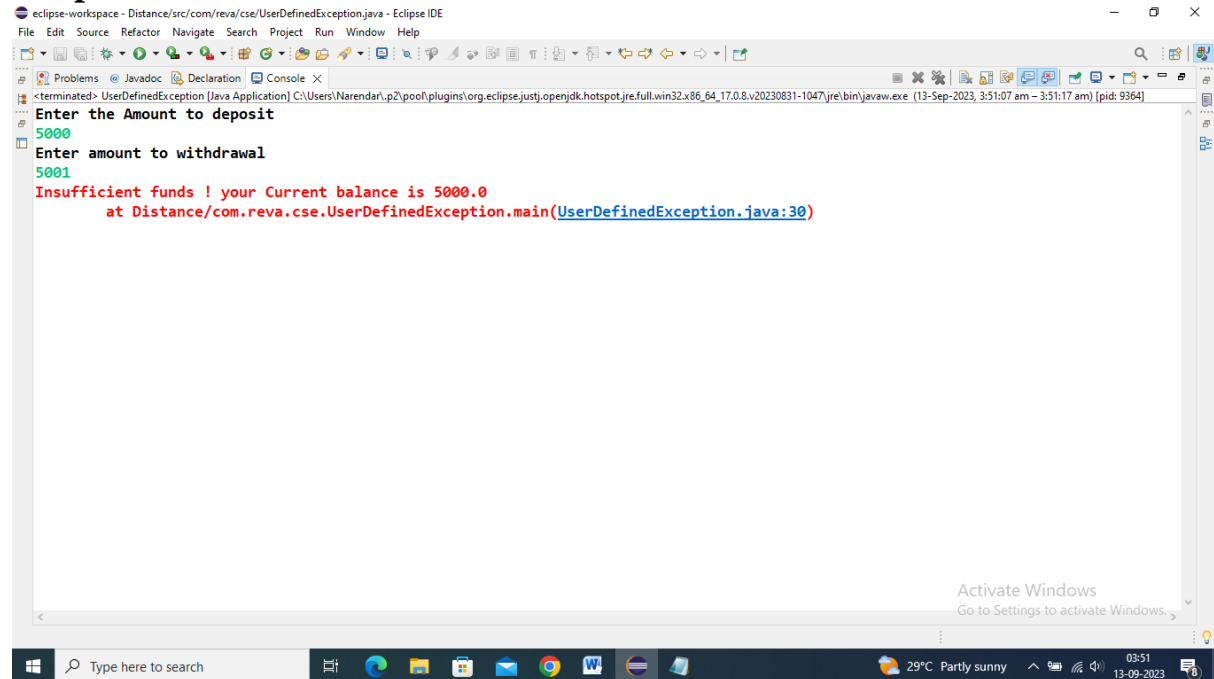 eclipse-workspace - Distance/src/com/reva/cse/UserDefinedException.java - Eclipse IDE
File Edit Source Refactor Navigate Search Project Run Window Help
Problems @ Javadoc Declaration Console
<terminated> UserDefinedException [Java Application] C:\Users\Narendar\.p2\pool\plugins\org.eclipse.justj.openjdk.hotspot.jre.full.win32.x86_64_17.0.8.v20230831-1047\jre\bin\javaw.exe (13-Sep-2023, 3:51:07 am – 3:51:17 am) [pid: 9364]
Enter the Amount to deposit
5000
Enter amount to withdrawal
5001
Insufficient funds ! your Current balance is 5000.0
at Distance/com.reva.cse.UserDefinedException.main(UserDefinedException.java:30)
Activate Windows
Go to Settings to activate Windows.
Type here to search
29°C Partly sunny
03:51
13-09-2023
8